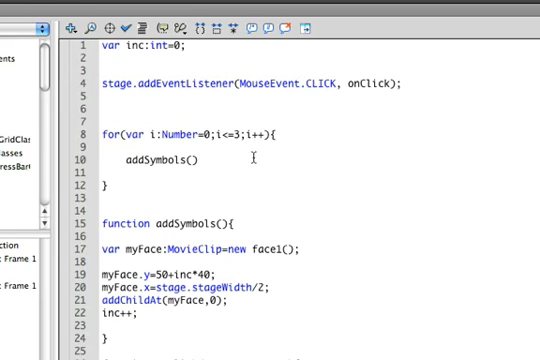 ents
GridClas
asses
ressBart
ction
: Frame 1
: Frame 1
1 var inc:int=0;
2
3
4 stage.addEventListener(MouseEvent.CLICK, onClick);
5
6
7
8 for(var i:Number=0;i<=3;i++){
9
10 addSymbols()
11
12 }
13
14
15 function addSymbols(){
16
17 var myFace:MovieClip=new face1();
18
19 myFace.y=50+inc*40;
20 myFace.x=stage.stageWidth/2;
21 addChildAt(myFace,0);
22 inc++;
23
24 }
25